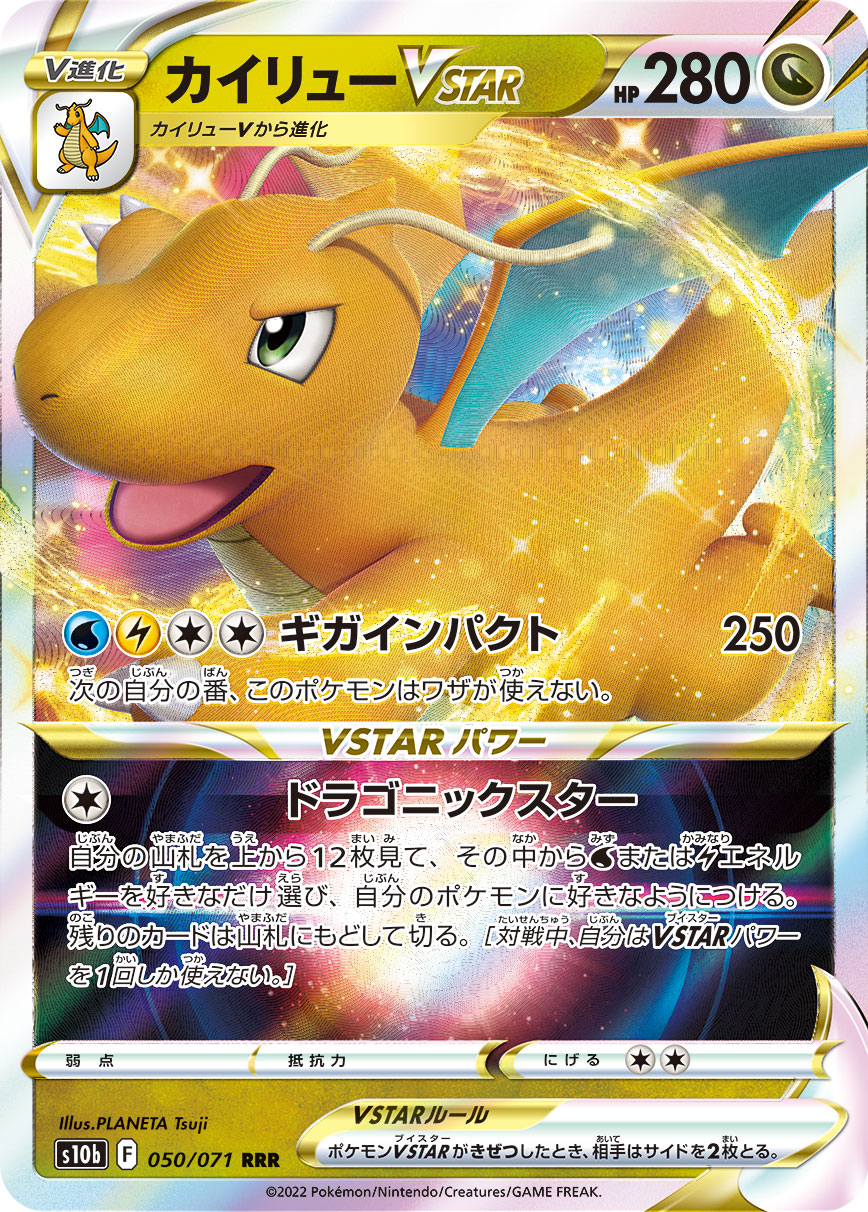 V進化
カイリューVSTAR
HP 280
カイリューVから進化
ギガインパクト 250
次の自分の番、このポケモンはワザが使えない。
VSTARパワー
ドラゴニックスター
自分の山札を上から12枚見て、その中からまたはエネル
ギーを好きなだけ選び、自分のポケモンに好きなようにつける。
残りのカードは山札にもどして切る。[対戦中、自分はVSTARパワー
を1回しか使えない。]
弱点 抵抗力 にげる
Illus.PLANETA Tsuji
VSTARルール
ポケモンVSTARがきぜつしたとき、相手はサイドを2枚とる。
s10b F 050/071 RRR
©2022 Pokémon/Nintendo/Creatures/GAME FREAK.